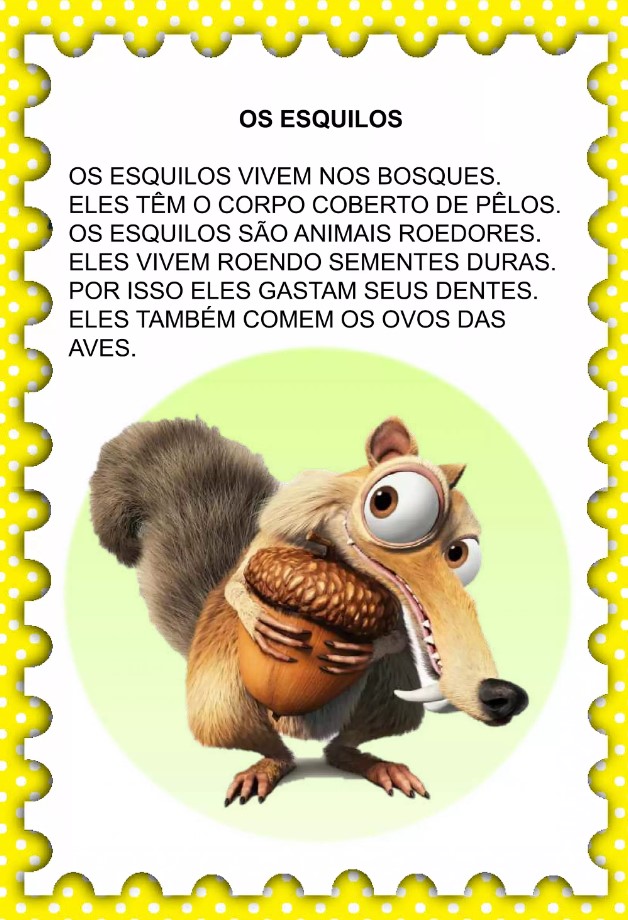 OS ESQUILOS
OS ESQUILOS VIVEM NOS BOSQUES.
ELES TÊM O CORPO COBERTO DE PÊLOS.
OS ESQUILOS SÃO ANIMAIS ROEDORES.
ELES VIVEM ROENDO SEMENTES DURAS.
POR ISSO ELES GASTAM SEUS DENTES.
ELES TAMBÉM COMEM OS OVOS DAS
AVES.